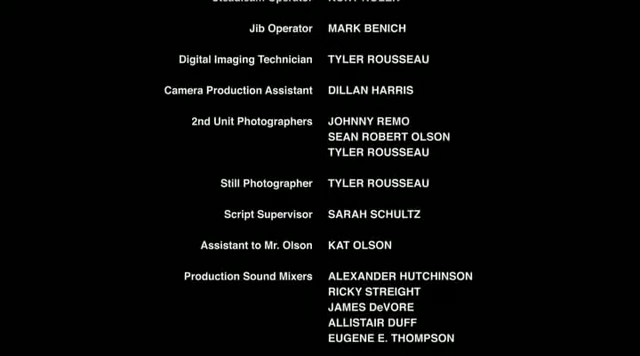 Jib Operator MARK BENICH
Digital Imaging Technician TYLER ROUSSEAU
Camera Production Assistant DILLAN HARRIS
2nd Unit Photographers JOHNNY REMO
SEAN ROBERT OLSON
TYLER ROUSSEAU
Still Photographer TYLER ROUSSEAU
Script Supervisor SARAH SCHULTZ
Assistant to Mr. Olson KAT OLSON
Production Sound Mixers ALEXANDER HUTCHINSON
RICKY STREIGHT
JAMES DeVORE
ALLISTAIR DUFF
EUGENE E. THOMPSON